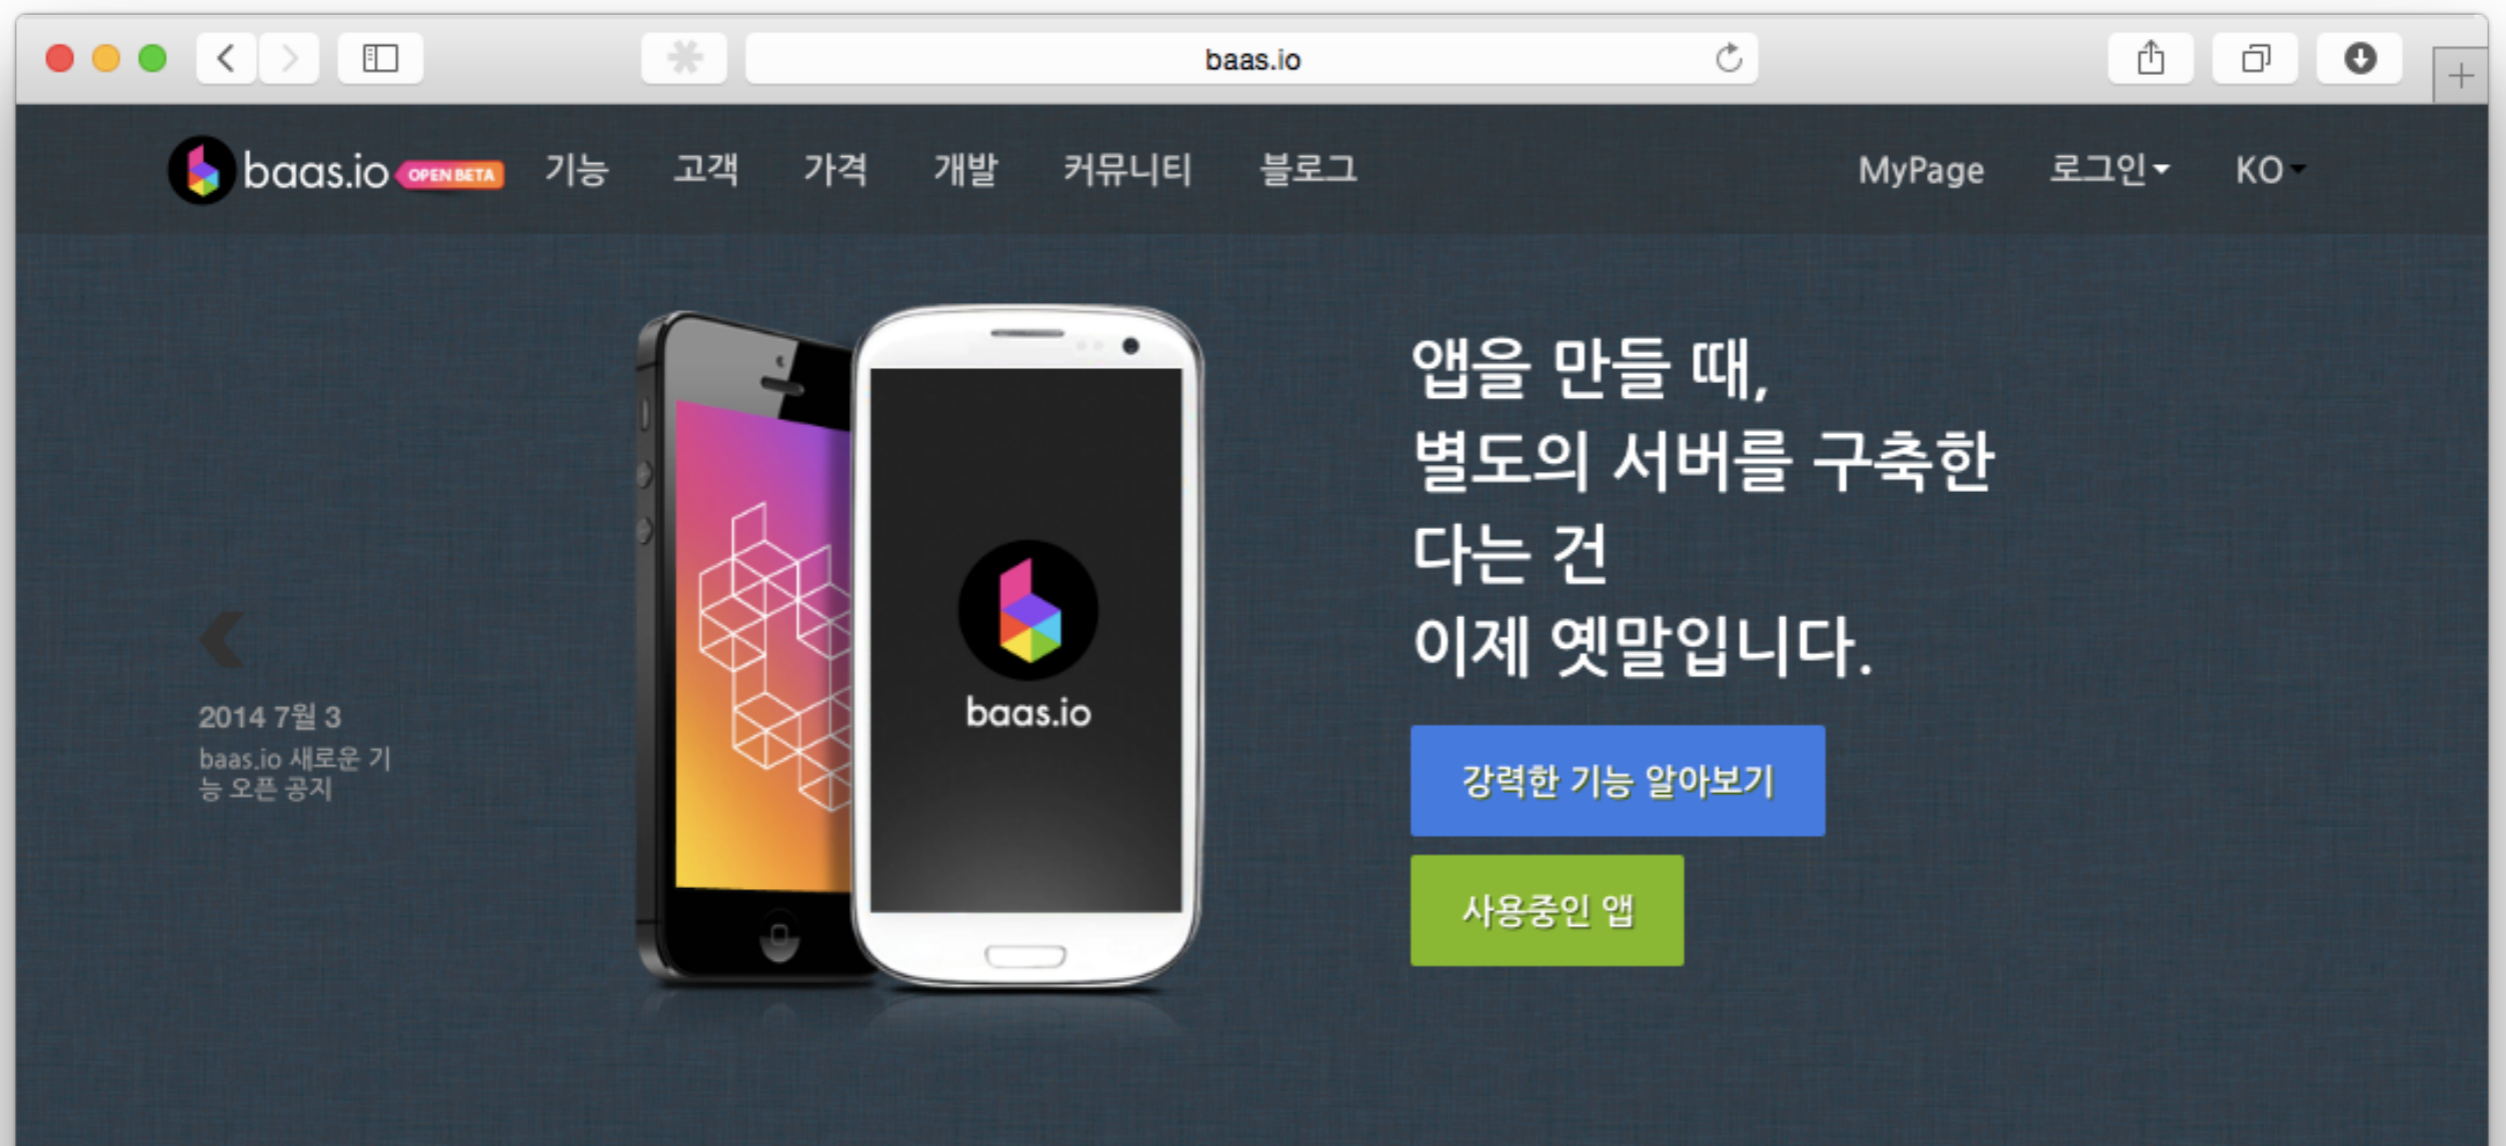 baas.io
baas.io OPEN BETA 기능 고객 가격 개발 커뮤니티 블로그 MyPage 로그인 KO
앱을 만들 때,
별도의 서버를 구축한
다는 건
이제 옛말입니다.
baas.io
2014 7월 3
baas.io 새로운 기
능 오픈 공지
강력한 기능 알아보기
사용중인 앱